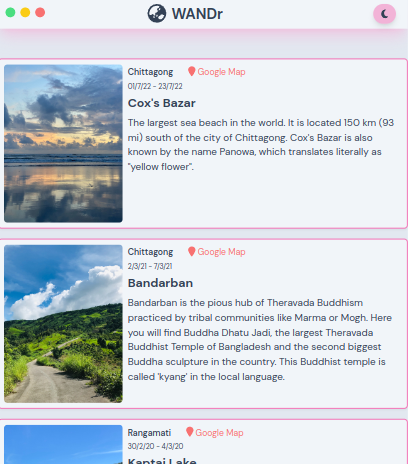 WANDr
Chittagong Google Map
01/7/22 - 23/7/22
Cox's Bazar
The largest sea beach in the world. It is located 150 km (93
mi) south of the city of Chittagong. Cox's Bazar is also
known by the name Panowa, which translates literally as
"yellow flower".
Chittagong Google Map
2/3/21 - 7/3/21
Bandarban
Bandarban is the pious hub of Theravada Buddhism
practiced by tribal communities like Marma or Mogh. Here
you will find Buddha Dhatu Jadi, the largest Theravada
Buddhist Temple of Bangladesh and the second biggest
Buddha sculpture in the country. This Buddhist temple is
called 'kyang' in the local language.
Rangamati Google Map
30/2/20 - 4/3/20
Kaptai Lake